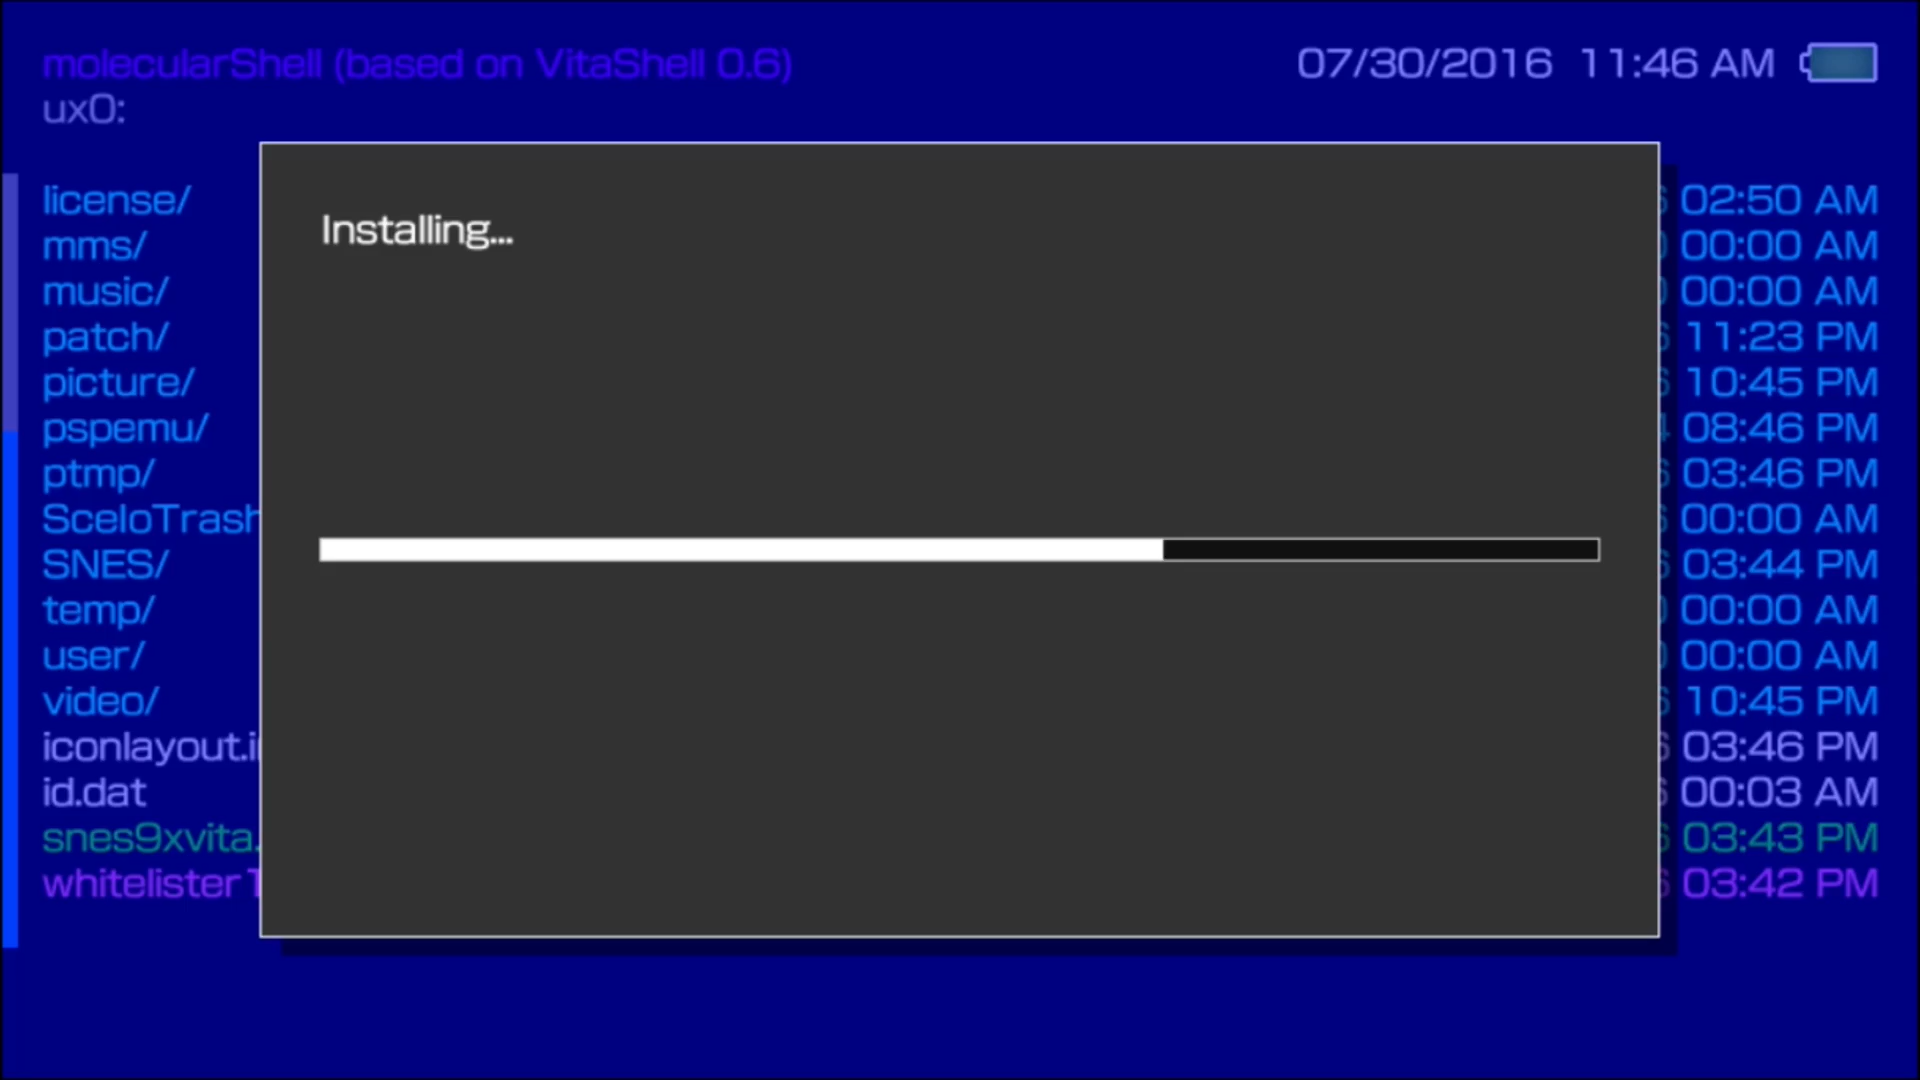 molecularShell (based on VitaShell 0.6) 07/30/2016 11:46 AM
ux0:
Installing...
license/ 02:50 AM
mms/ 00:00 AM
music/ 00:00 AM
patch/ 11:23 PM
picture/ 10:45 PM
pspemu/ 08:46 PM
ptmp/ 03:46 PM
SceIoTrash 00:00 AM
SNES/ 03:44 PM
temp/ 00:00 AM
user/ 00:00 AM
video/ 10:45 PM
iconlayout.i 03:46 PM
id.dat 00:03 AM
snes9xvita. 03:43 PM
whitelister 03:42 PM